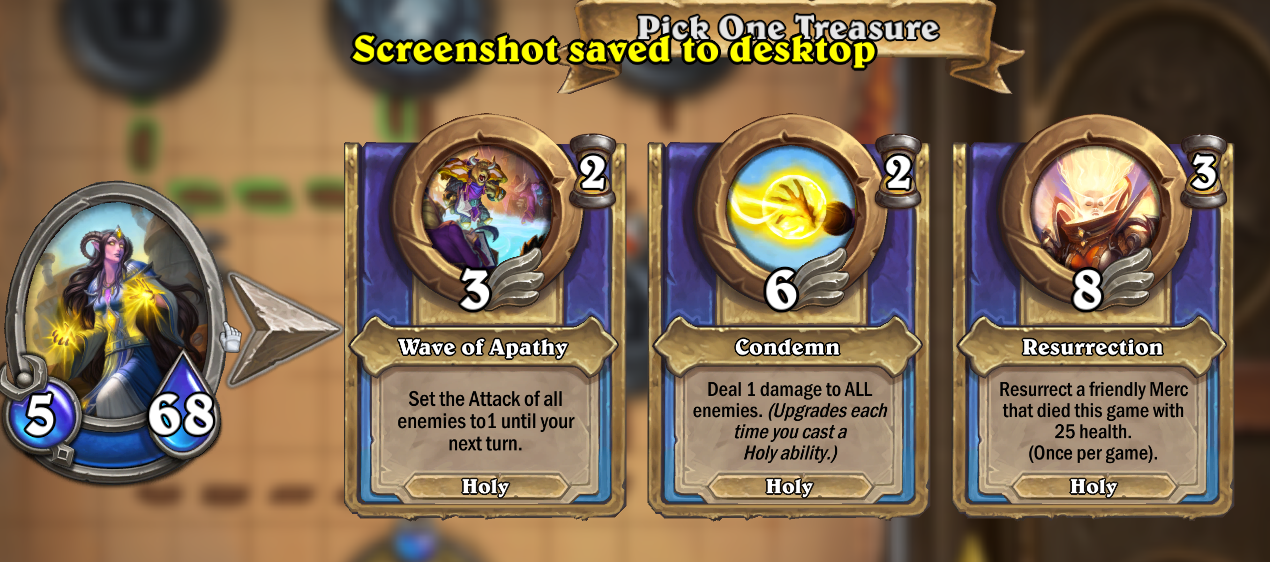 Pick One Treasure
Screenshot saved to desktop
5
68
2
3
Wave of Apathy
Set the Attack of all
enemies to1 until your
next turn.
Holy
2
6
Condemn
Deal 1 damage to ALL
enemies. (Upgrades each
time you cast a
Holy ability.)
Holy
3
8
Resurrection
Resurrect a friendly Merc
that died this game with
25 health.
(Once per game).
Holy